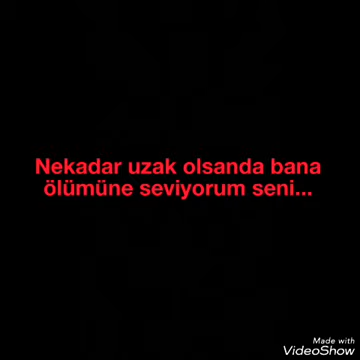 Nekadar uzak olsanda bana
ölümüne seviyorum seni...
Made with
VideoShow